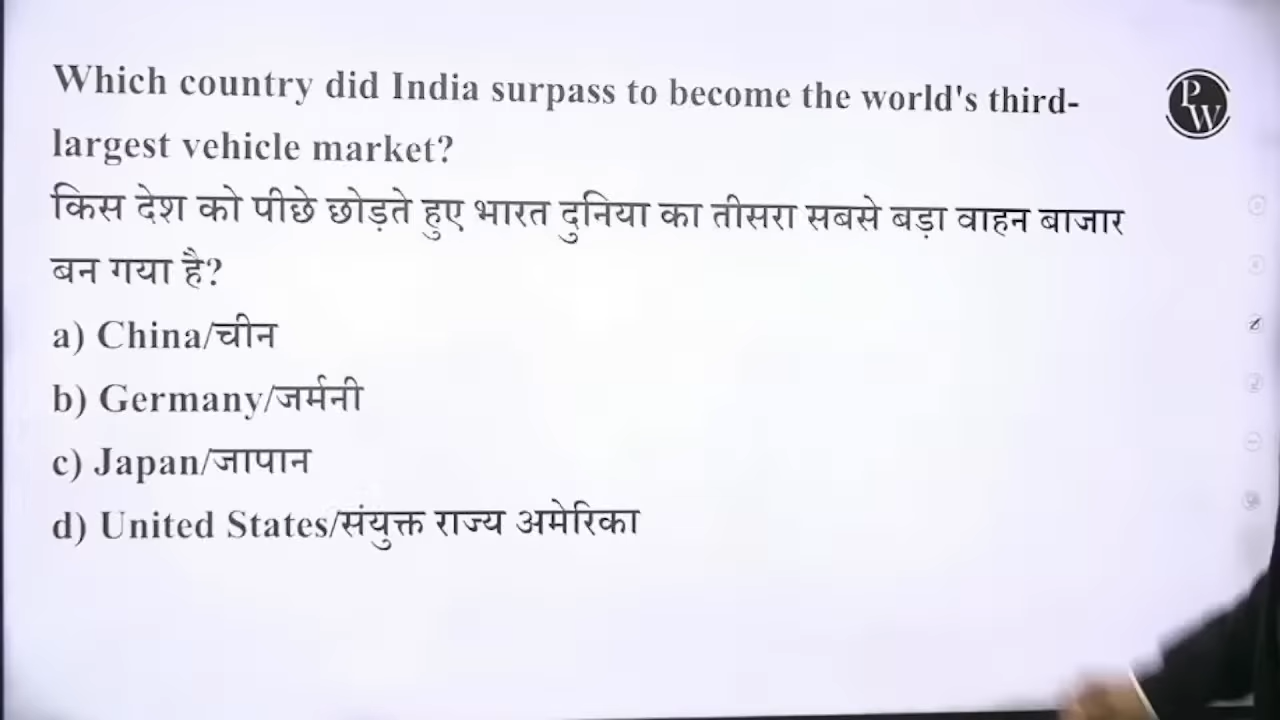 Which country did India surpass to become the world's third-
largest vehicle market?
किस देश को पीछे छोड़ते हुए भारत दुनिया का तीसरा सबसे बड़ा वाहन बाजार
बन गया है?
a) China/चीन
b) Germany/जर्मनी
c) Japan/जापान
d) United States/संयुक्त राज्य अमेरिका
PW